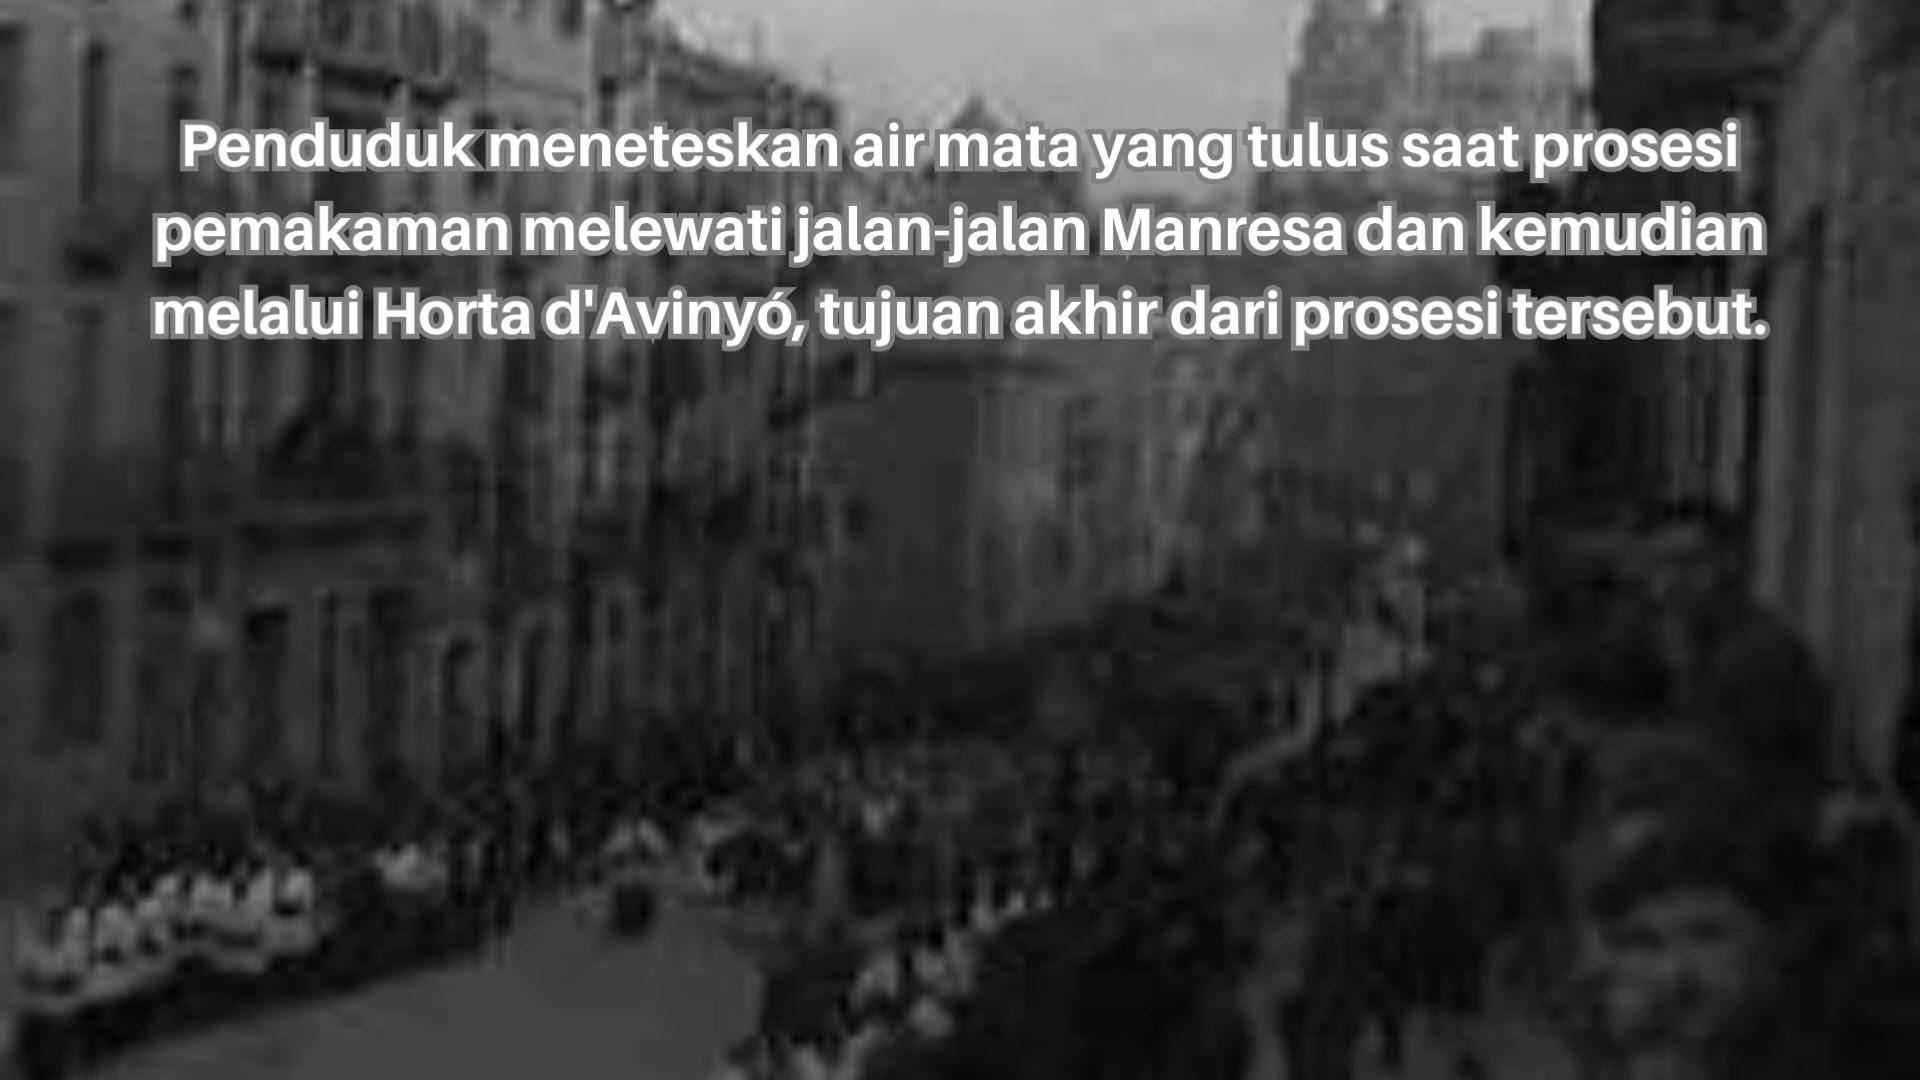 Penduduk meneteskan air mata yang tulus saat prosesi
pemakaman melewati jalan-jalan Manresa dan kemudian
melalui Horta d'Avinyó, tujuan akhir dari prosesi tersebut.